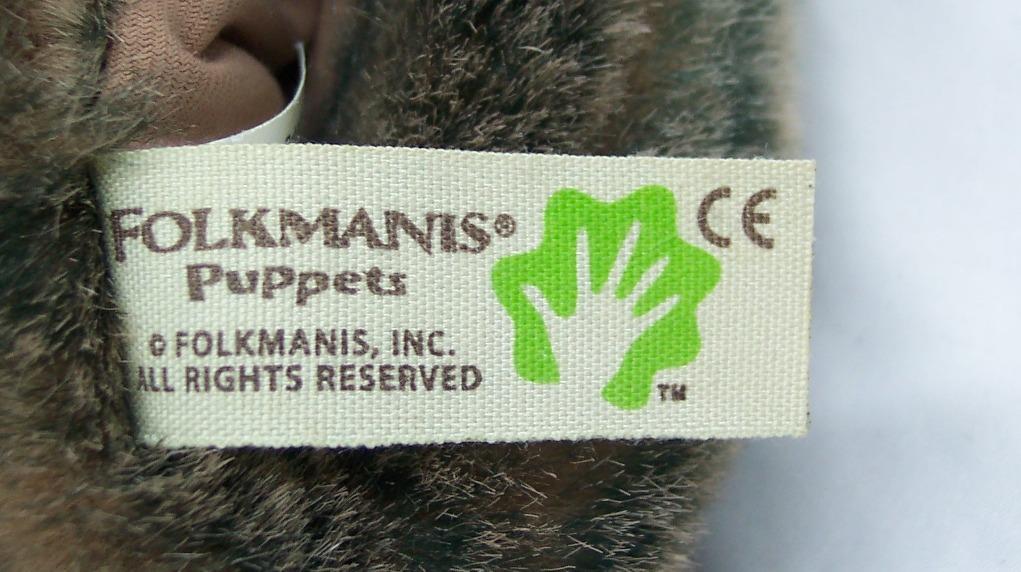 FOLKMANIS®
Puppets
© FOLKMANIS, INC.
ALL RIGHTS RESERVED
TM
CE